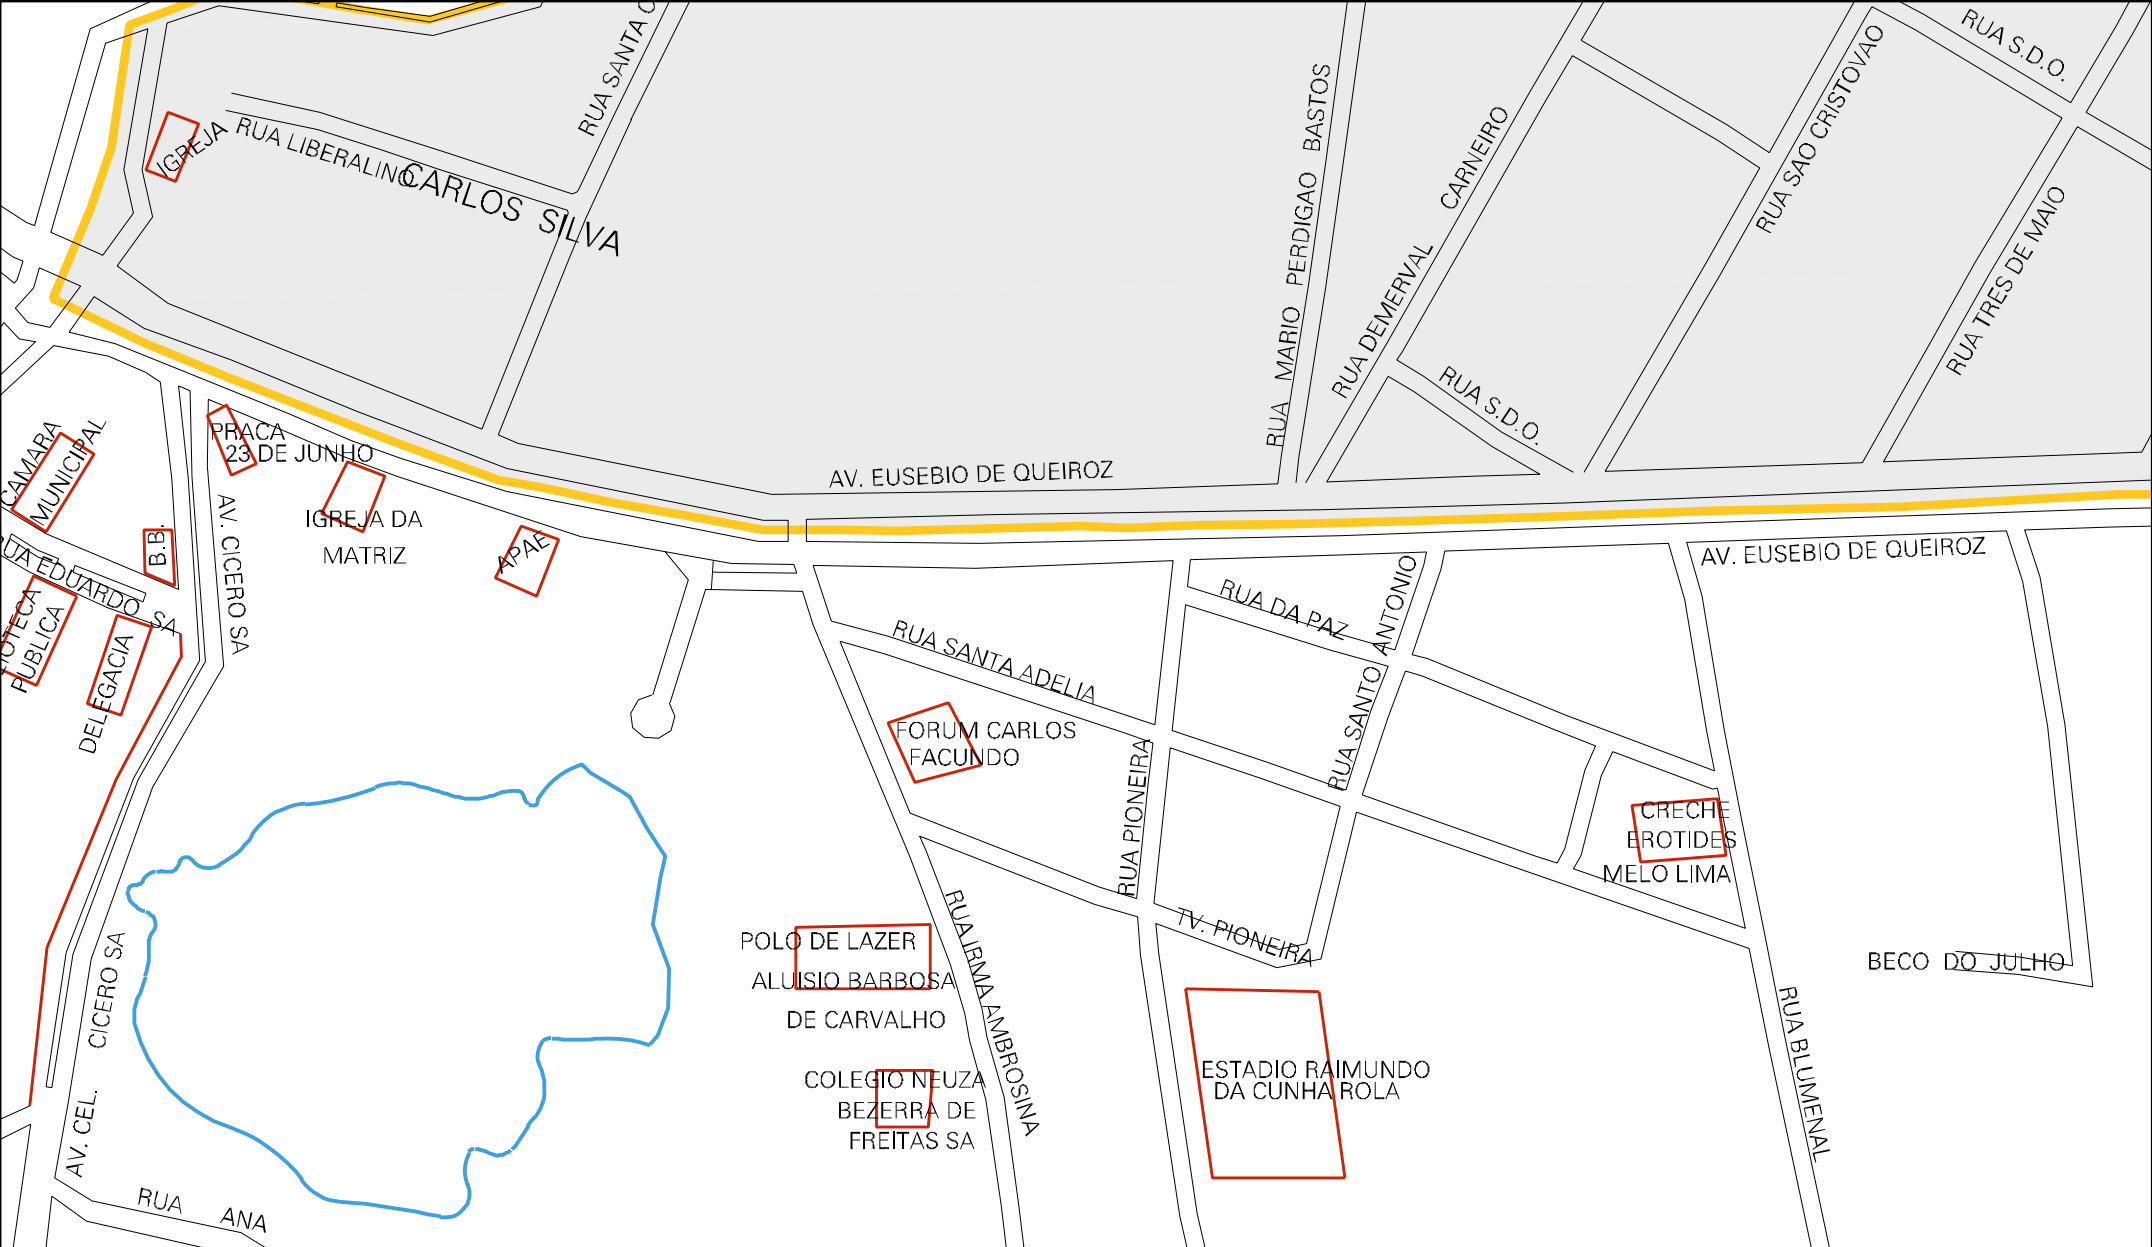 RUA S.D.O.
RUA SANTA
IGREJA
RUA LIBERALINO
CARLOS SILVA
RUA MARIO PERDIGAO BASTOS
RUA DEMERVAL CARNEIRO
RUA SAO CRISTOVAO
RUA TRES DE MAIO
RUA S.D.O.
CAMARA
MUNICIPAL
PRACA
23 DE JUNHO
IGREJA DA
MATRIZ
APAE
AV. EUSEBIO DE QUEIROZ
AV. EUSEBIO DE QUEIROZ
B.B.
AV. CICERO SA
RUA EDUARDO SA
PUBLICA
DELEGACIA
RUA DA PAZ
RUA SANTO ANTONIO
RUA SANTA ADELIA
FORUM CARLOS
FACUNDO
RUA PIONEIRA
CRECHE
EROTIDES
MELO LIMA
TV. PIONEIRA
POLO DE LAZER
ALUISIO BARBOSA
DE CARVALHO
RUA IRMA AMBROSINA
BECO DO JULHO
COLEGIO NEUZA
BEZERRA DE
FREITAS SA
ESTADIO RAIMUNDO
DA CUNHA ROLA
RUA BLUMENAL
AV. CEL. CICERO SA
RUA ANA